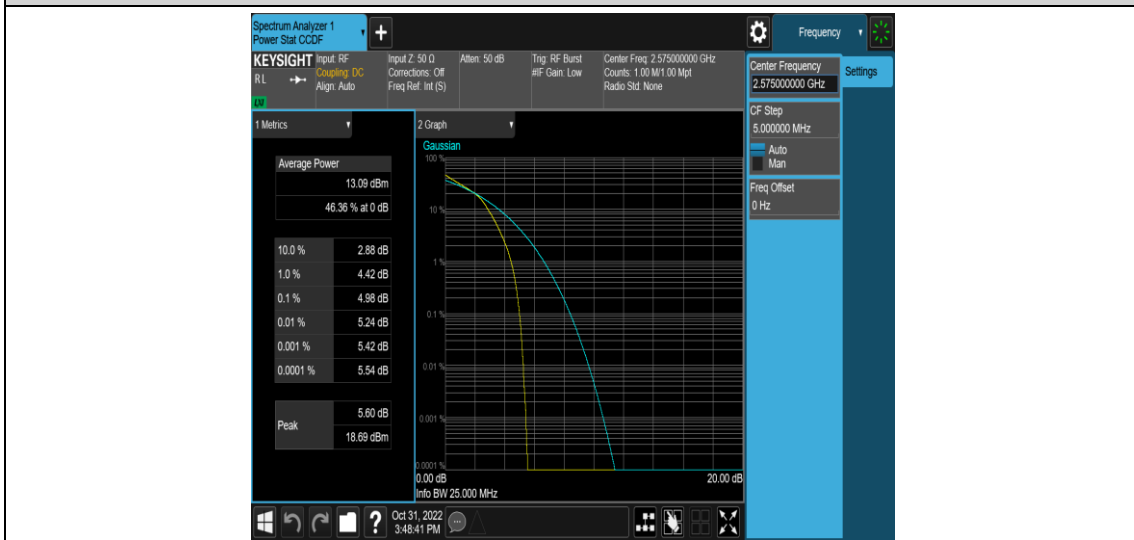 Spectrum Analyzer 1
Power Stat CCDF
+
Frequency
KEYSIGHT
RL
LXI
Input: RF
Coupling: DC
Align: Auto
Input Z: 50 Ω
Corrections: Off
Freq Ref: Int (S)
Atten: 50 dB
Trig: RF Burst
#IF Gain: Low
Center Freq: 2.575000000 GHz
Counts: 1.00 M/1.00 Mpt
Radio Std: None
Center Frequency
2.575000000 GHz
Settings
CF Step
5.000000 MHz
Auto
Man
Freq Offset
0 Hz
1 Metrics
Average Power
13.09 dBm
46.36 % at 0 dB
10.0 % 2.88 dB
1.0 % 4.42 dB
0.1 % 4.98 dB
0.01 % 5.24 dB
0.001 % 5.42 dB
0.0001 % 5.54 dB
Peak
5.60 dB
18.69 dBm
2 Graph
Gaussian
100 %
10 %
1 %
0.1 %
0.01 %
0.001 %
0.0001 %
0.00 dB 20.00 dB
Info BW 25.000 MHz
?
Oct 31, 2022
3:48:41 PM